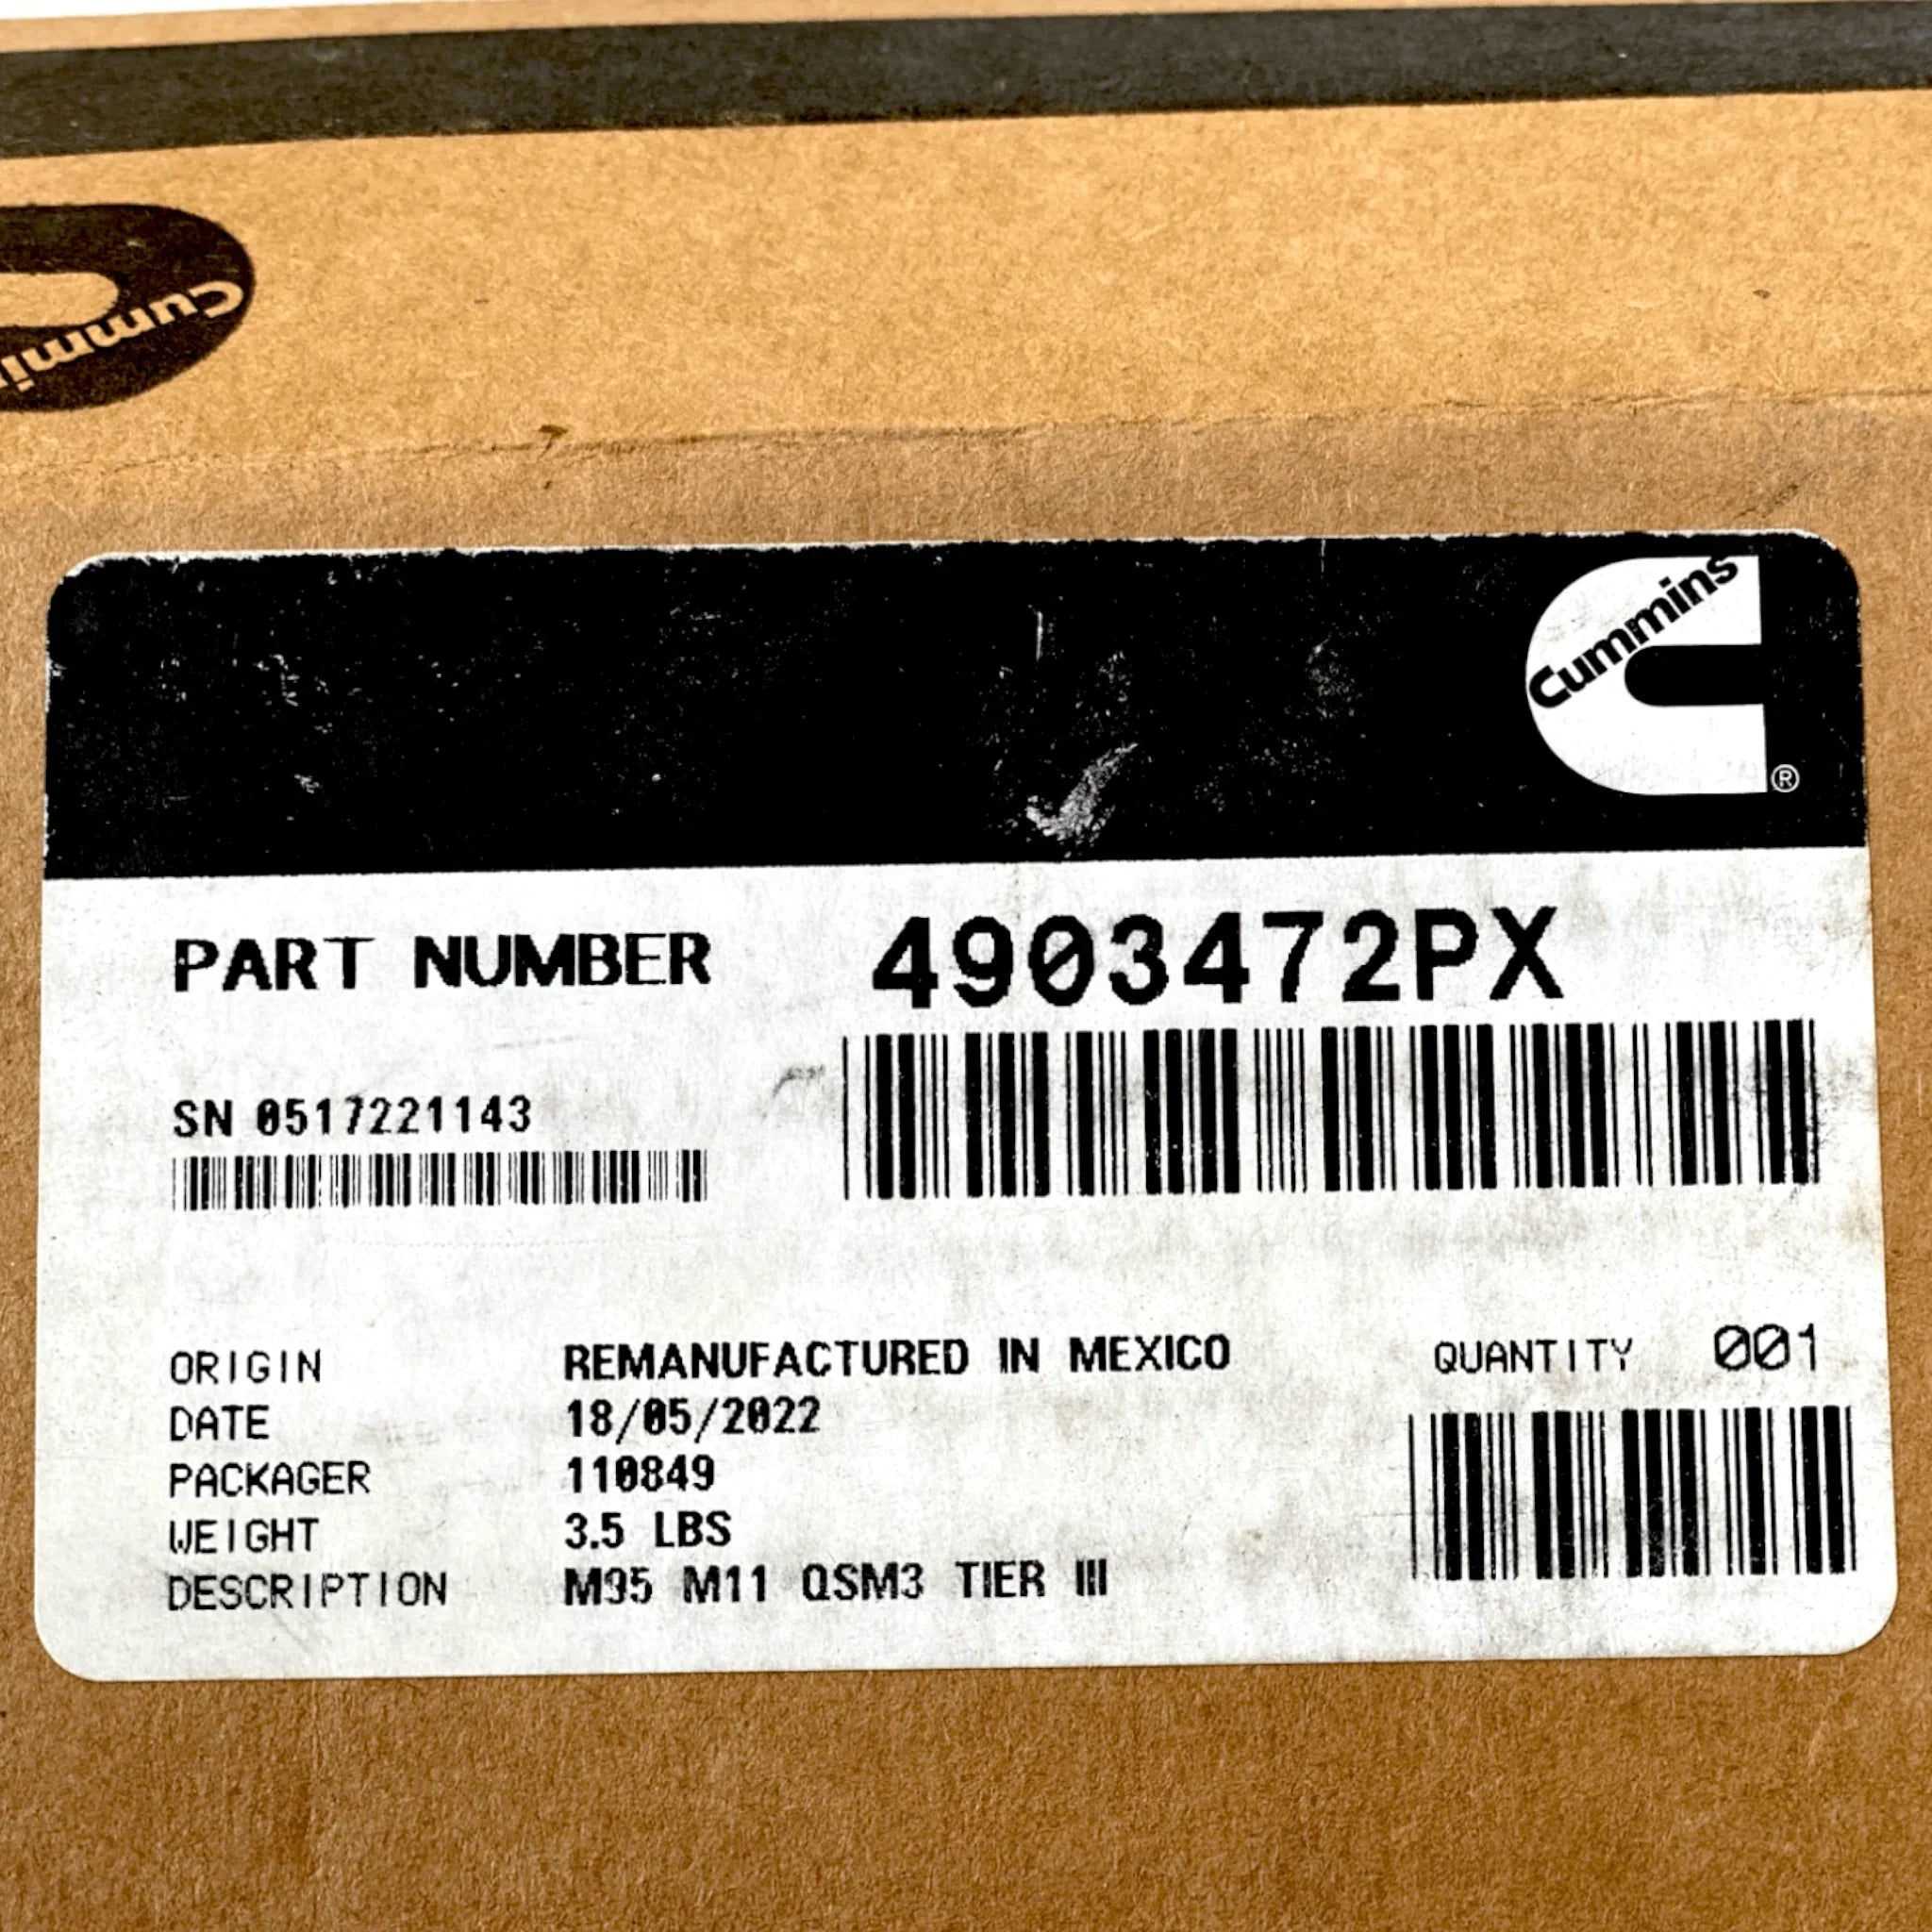 Cummin
Cummins
®
PART NUMBER 4903472PX
SN 0517221143
ORIGIN REMANUFACTURED IN MEXICO QUANTITY 001
DATE 18/05/2022
PACKAGER 110849
WEIGHT 3.5 LBS
DESCRIPTION M95 M11 QSM3 TIER III